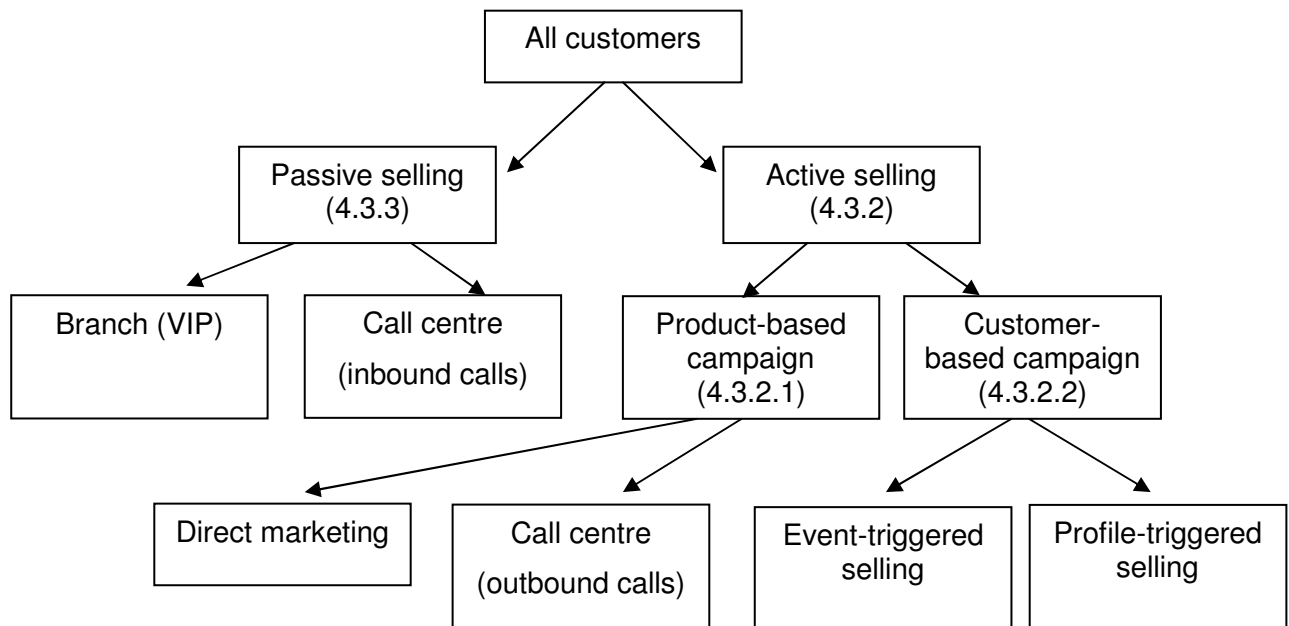 All customers
Passive selling
(4.3.3)
Active selling
(4.3.2)
Branch (VIP)
Call centre
(inbound calls)
Product-based
campaign
(4.3.2.1)
Customer-
based campaign
(4.3.2.2)
Direct marketing
Call centre
(outbound calls)
Event-triggered
selling
Profile-triggered
selling